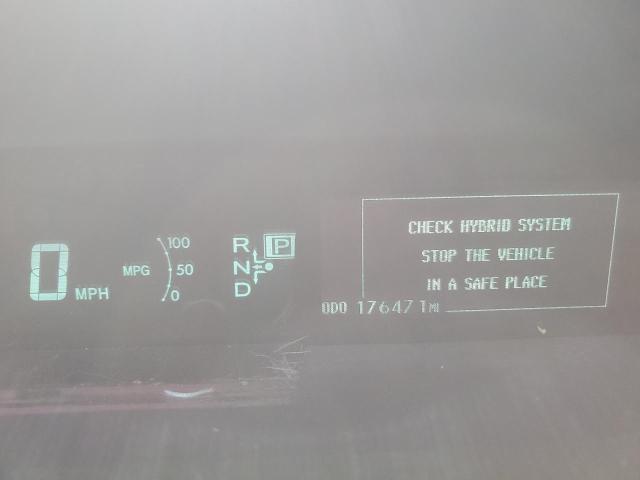 0 MPH
MPG
100
50
0
R P
N
D
CHECK HYBRID SYSTEM
STOP THE VEHICLE
IN A SAFE PLACE
ODO 176471 MI